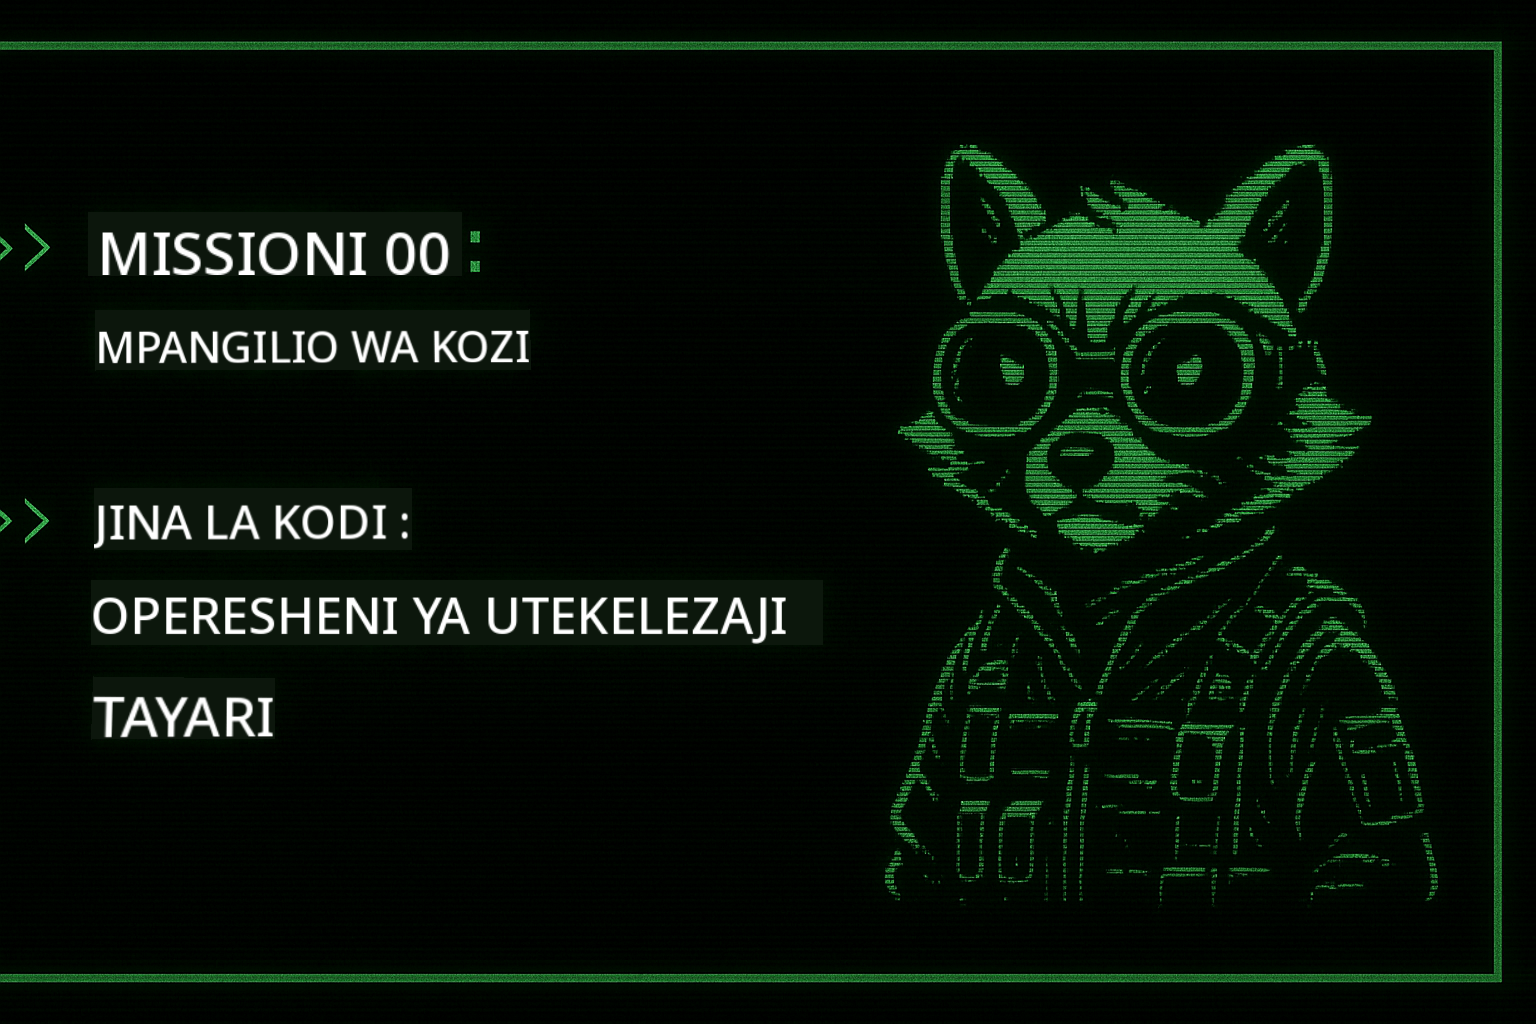 >> MISSIONI 00 :
MPANGILIO WA KOZI
>> JINA LA KODI :
OPERESHENI YA UTEKELEZAJI
TAYARI